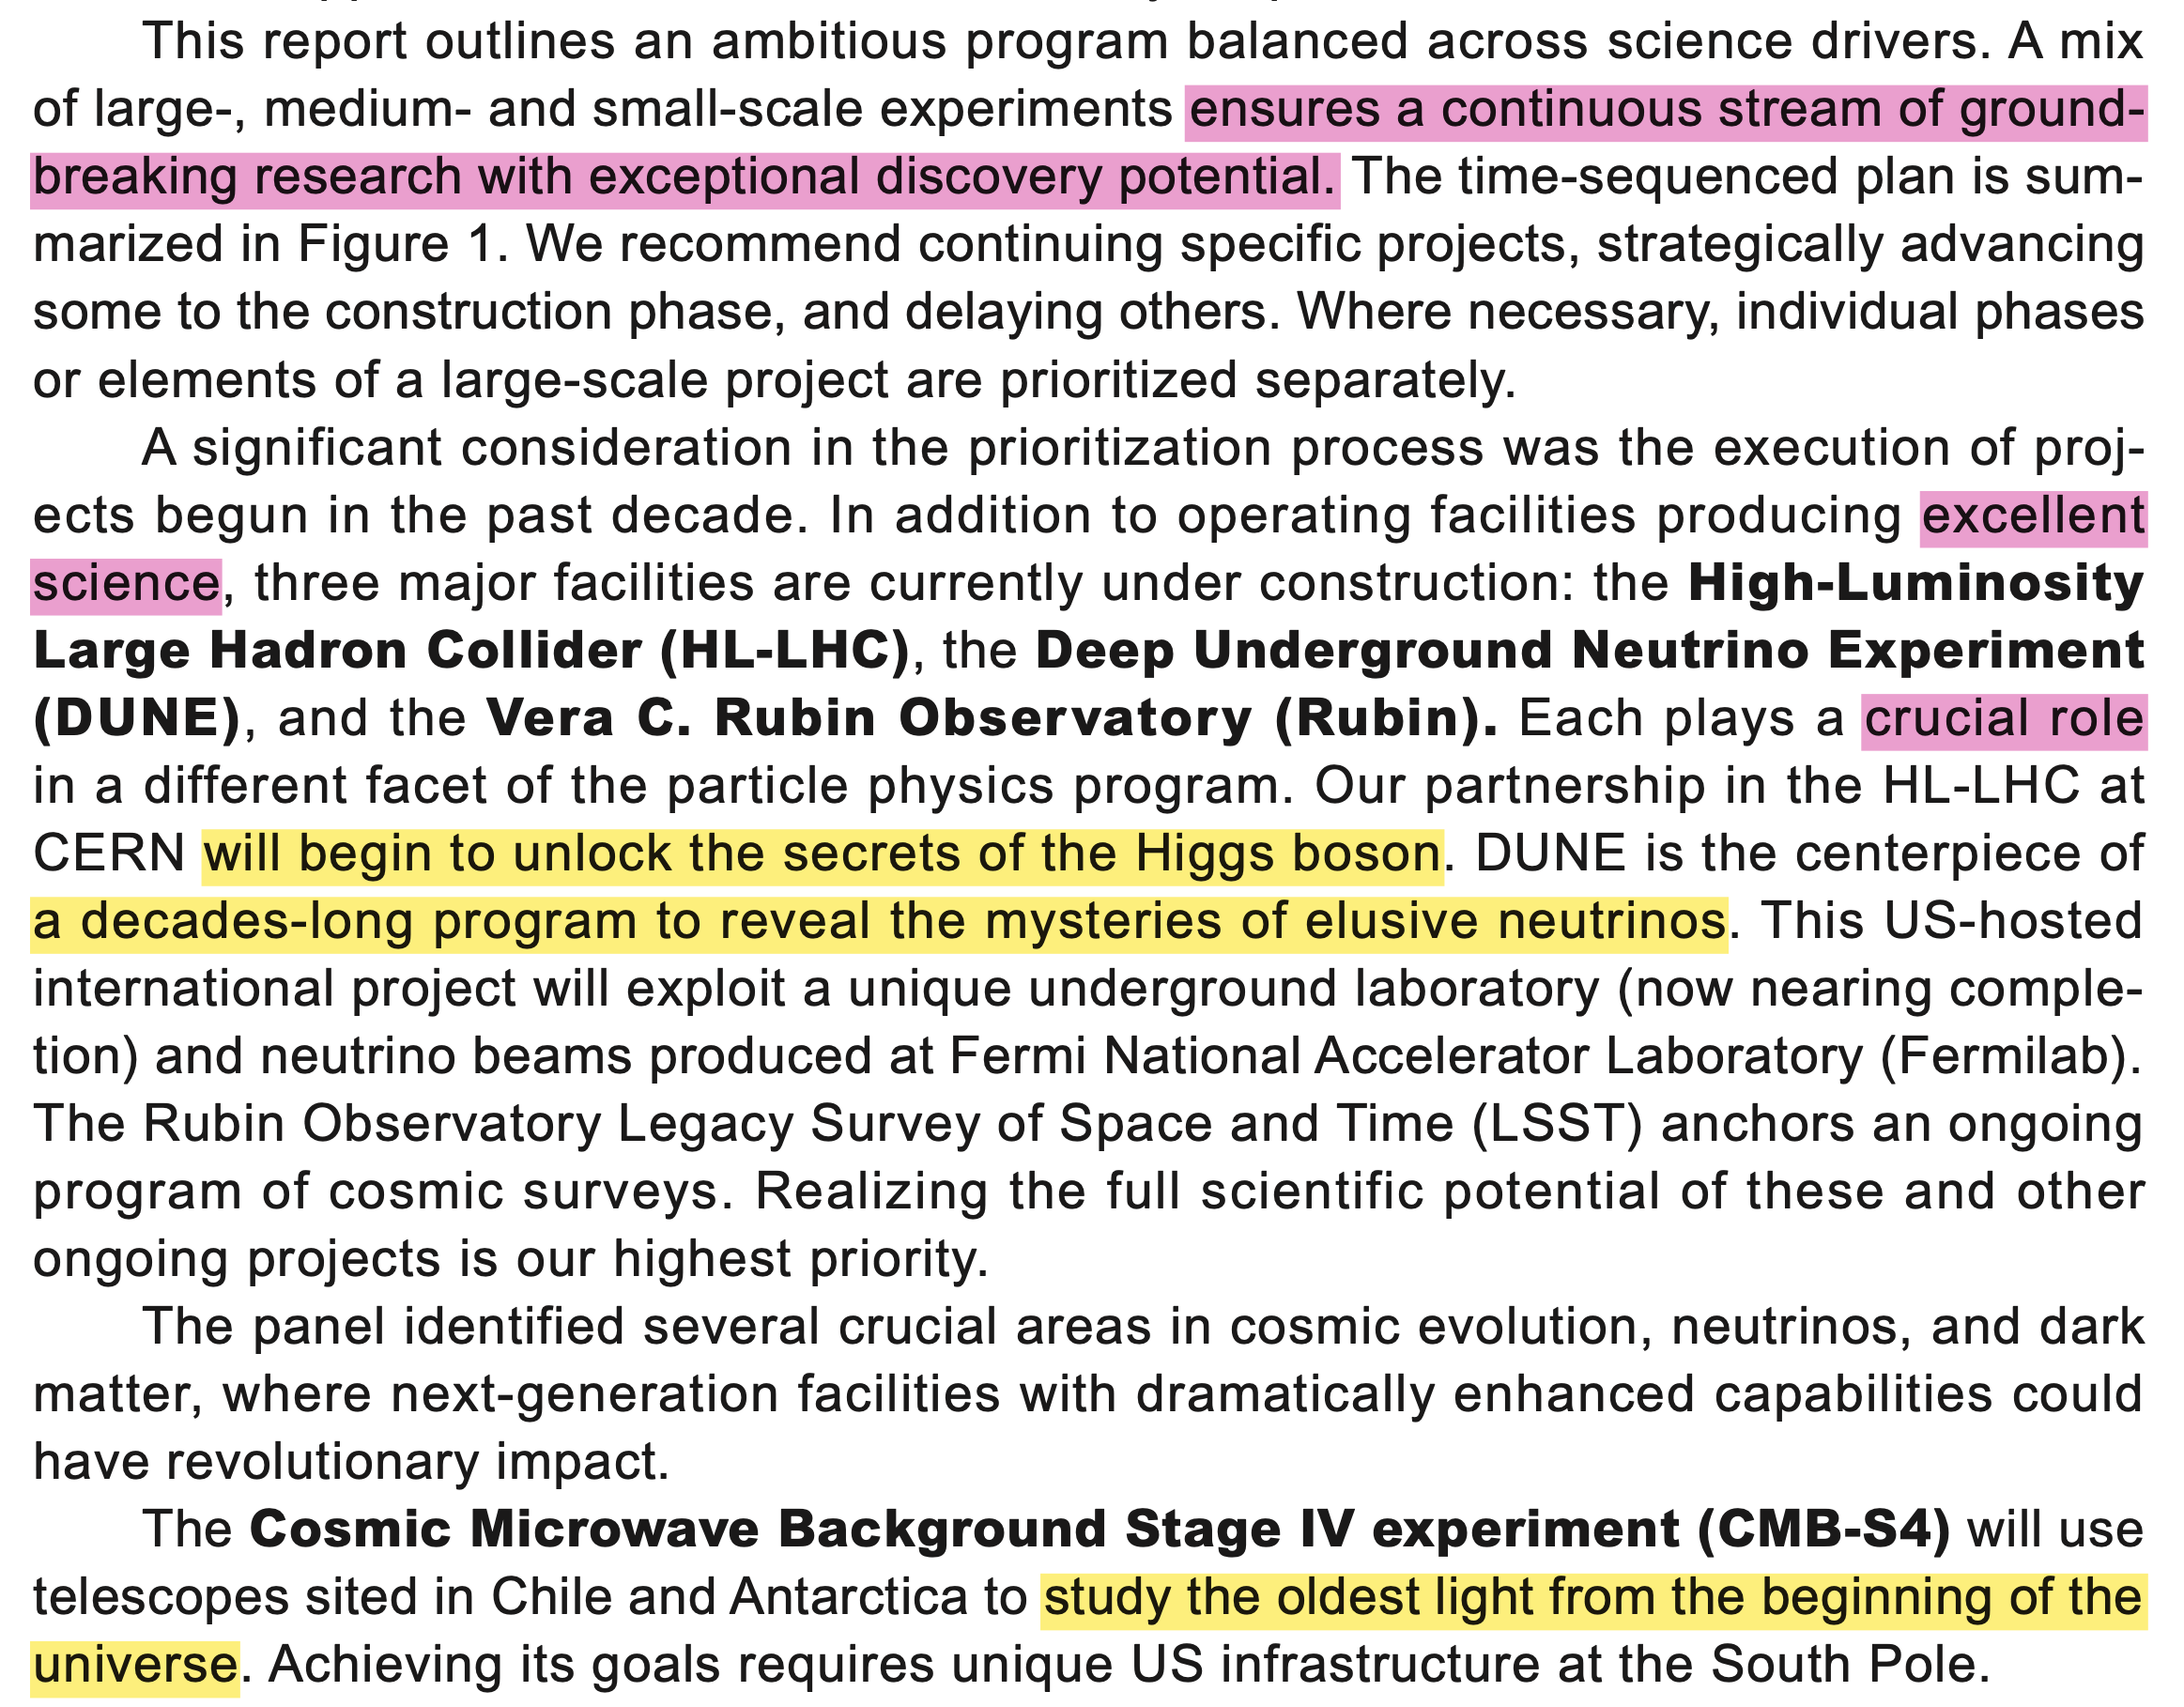 This report outlines an ambitious program balanced across science drivers. A mix
of large-, medium- and small-scale experiments ensures a continuous stream of ground-
breaking research with exceptional discovery potential. The time-sequenced plan is sum-
marized in Figure 1. We recommend continuing specific projects, strategically advancing
some to the construction phase, and delaying others. Where necessary, individual phases
or elements of a large-scale project are prioritized separately.
A significant consideration in the prioritization process was the execution of proj-
ects begun in the past decade. In addition to operating facilities producing excellent
science, three major facilities are currently under construction: the High-Luminosity
Large Hadron Collider (HL-LHC), the Deep Underground Neutrino Experiment
(DUNE), and the Vera C. Rubin Observatory (Rubin). Each plays a crucial role
in a different facet of the particle physics program. Our partnership in the HL-LHC at
CERN will begin to unlock the secrets of the Higgs boson. DUNE is the centerpiece of
a decades-long program to reveal the mysteries of elusive neutrinos. This US-hosted
international project will exploit a unique underground laboratory (now nearing comple-
tion) and neutrino beams produced at Fermi National Accelerator Laboratory (Fermilab).
The Rubin Observatory Legacy Survey of Space and Time (LSST) anchors an ongoing
program of cosmic surveys. Realizing the full scientific potential of these and other
ongoing projects is our highest priority.
The panel identified several crucial areas in cosmic evolution, neutrinos, and dark
matter, where next-generation facilities with dramatically enhanced capabilities could
have revolutionary impact.
The Cosmic Microwave Background Stage IV experiment (CMB-S4) will use
telescopes sited in Chile and Antarctica to study the oldest light from the beginning of the
universe. Achieving its goals requires unique US infrastructure at the South Pole.